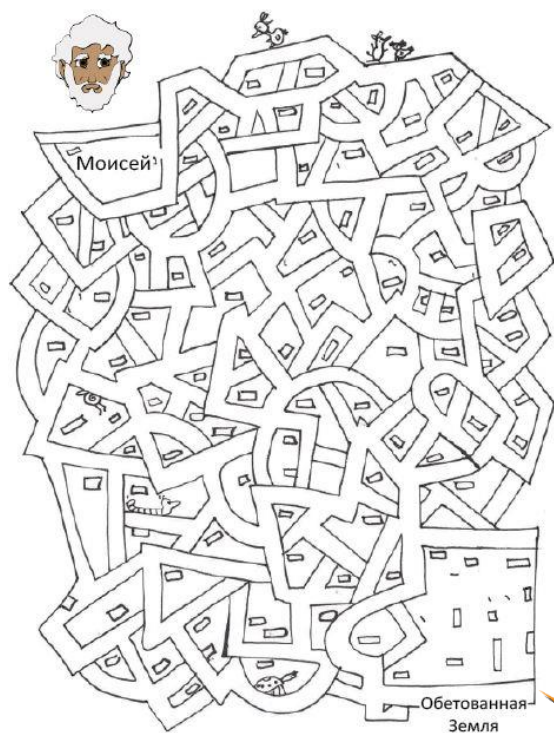 Моисей
Обетованная
Земля